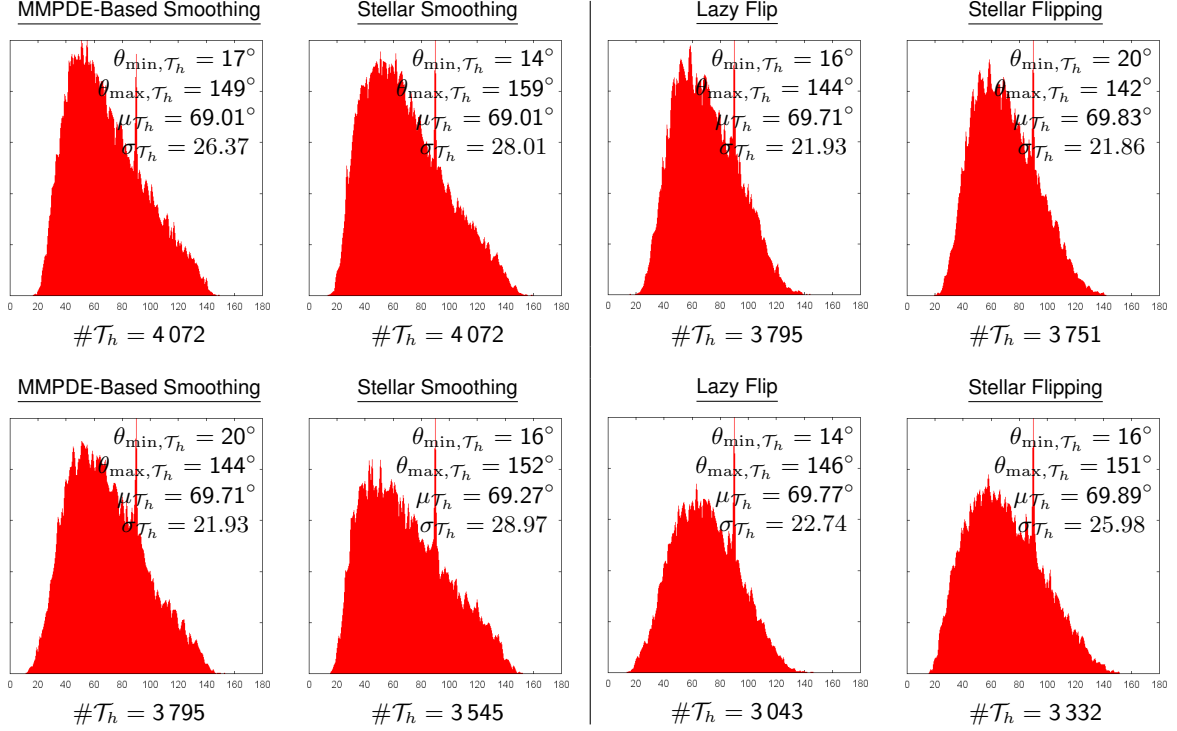 MMPDE-Based Smoothing
θmin,𝒯h = 17°
θmax,𝒯h = 149°
μ𝒯h = 69.01°
σ𝒯h = 26.37
0 20 40 60 80 100 120 140 160 180
#𝒯h = 4 072
Stellar Smoothing
θmin,𝒯h = 14°
θmax,𝒯h = 159°
μ𝒯h = 69.01°
σ𝒯h = 28.01
0 20 40 60 80 100 120 140 160 180
#𝒯h = 4 072
Lazy Flip
θmin,𝒯h = 16°
θmax,𝒯h = 144°
μ𝒯h = 69.71°
σ𝒯h = 21.93
0 20 40 60 80 100 120 140 160 180
#𝒯h = 3 795
Stellar Flipping
θmin,𝒯h = 20°
θmax,𝒯h = 142°
μ𝒯h = 69.83°
σ𝒯h = 21.86
0 20 40 60 80 100 120 140 160 180
#𝒯h = 3 751
MMPDE-Based Smoothing
θmin,𝒯h = 20°
θmax,𝒯h = 144°
μ𝒯h = 69.71°
σ𝒯h = 21.93
0 20 40 60 80 100 120 140 160 180
#𝒯h = 3 795
Stellar Smoothing
θmin,𝒯h = 16°
θmax,𝒯h = 152°
μ𝒯h = 69.27°
σ𝒯h = 28.97
0 20 40 60 80 100 120 140 160 180
#𝒯h = 3 545
Lazy Flip
θmin,𝒯h = 14°
θmax,𝒯h = 146°
μ𝒯h = 69.77°
σ𝒯h = 22.74
0 20 40 60 80 100 120 140 160 180
#𝒯h = 3 043
Stellar Flipping
θmin,𝒯h = 16°
θmax,𝒯h = 151°
μ𝒯h = 69.89°
σ𝒯h = 25.98
0 20 40 60 80 100 120 140 160 180
#𝒯h = 3 332